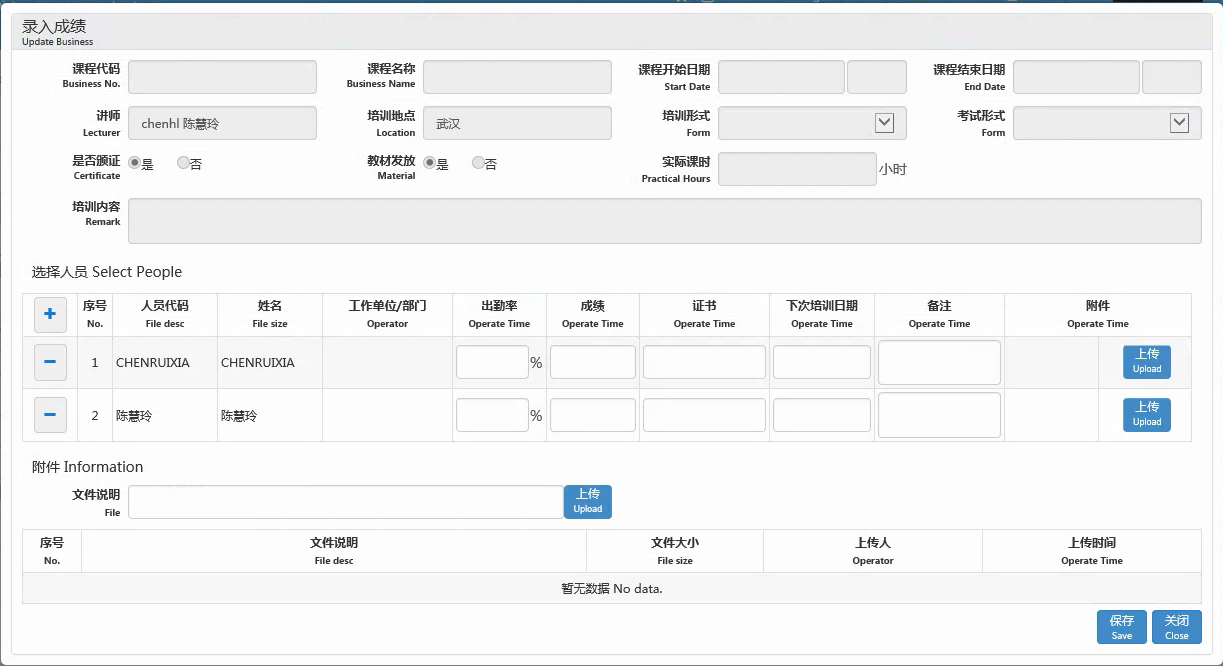 录入成绩
Update Business
课程代码
Business No.
课程名称
Business Name
课程开始日期
Start Date
课程结束日期
End Date
讲师
Lecturer
chenhl 陈慧玲
培训地点
Location
武汉
培训形式
Form
考试形式
Form
是否颁证
Certificate
是 否
教材发放
Material
是 否
实际课时
Practical Hours
小时
培训内容
Remark
选择人员 Select People
+ 序号 人员代码 姓名 工作单位/部门 出勤率 成绩 证书 下次培训日期 备注 附件
No. File desc File size Operator Operate Time Operate Time Operate Time Operate Time Operate Time Operate Time
− 1 CHENRUIXIA CHENRUIXIA % 上传
Upload
− 2 陈慧玲 陈慧玲 % 上传
Upload
附件 Information
文件说明
File
上传
Upload
序号 文件说明 文件大小 上传人 上传时间
No. File desc File size Operator Operate Time
暂无数据 No data.
保存
Save
关闭
Close